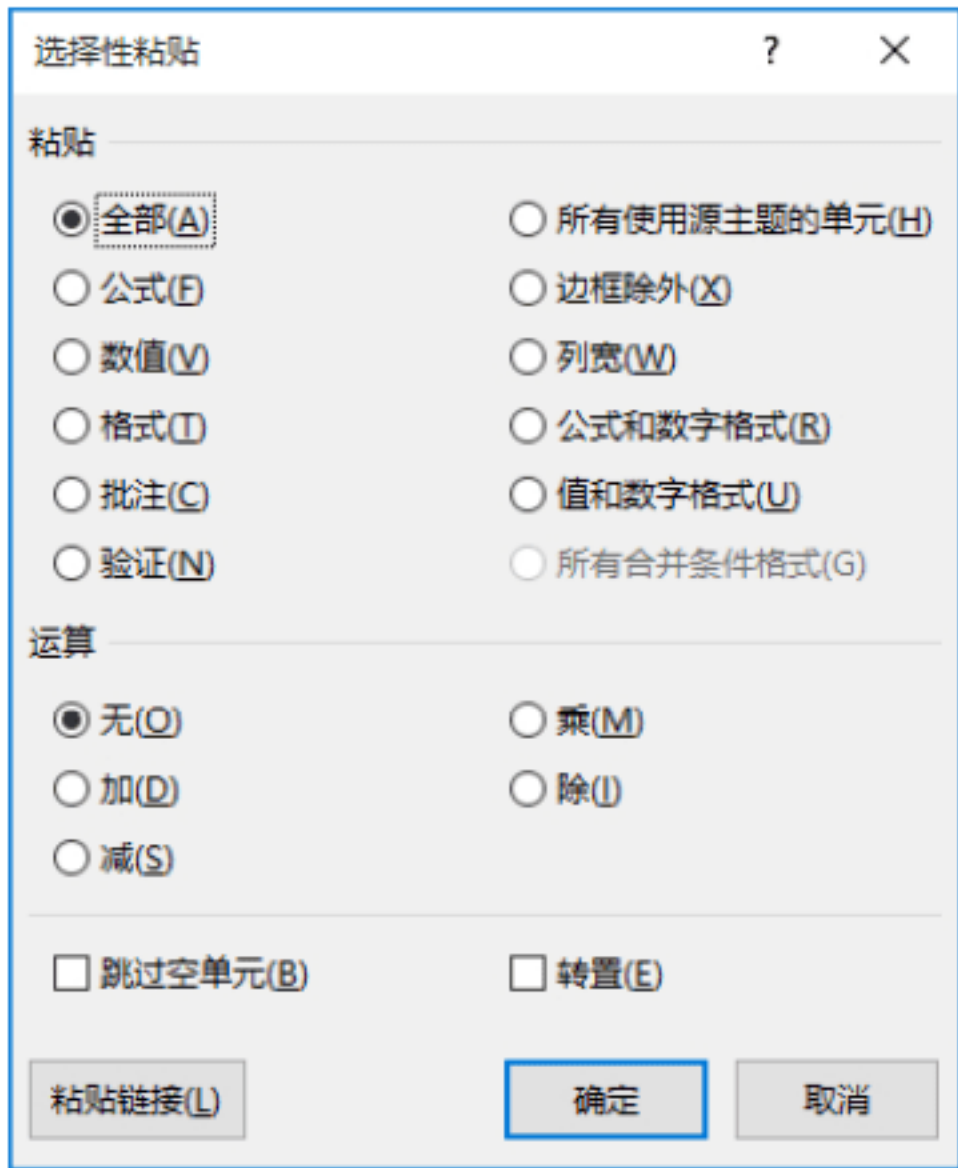 选择性粘贴 ?
粘贴
全部(A) 所有使用源主题的单元(H)
公式(F) 边框除外(X)
数值(V) 列宽(W)
格式(T) 公式和数字格式(R)
批注(C) 值和数字格式(U)
验证(N) 所有合并条件格式(G)
运算
无(O) 乘(M)
加(D) 除(I)
减(S)
跳过空单元(B) 转置(E)
粘贴链接(L) 确定 取消